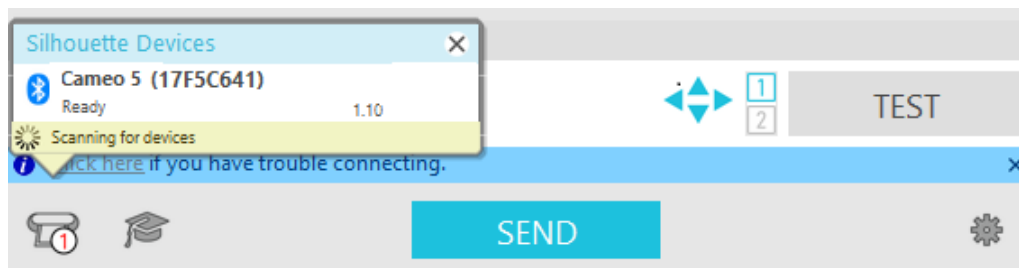 Silhouette Devices
Cameo 5 (17F5C641)
Ready 1.10
Scanning for devices
1
2
TEST
here if you have trouble connecting.
1
SEND